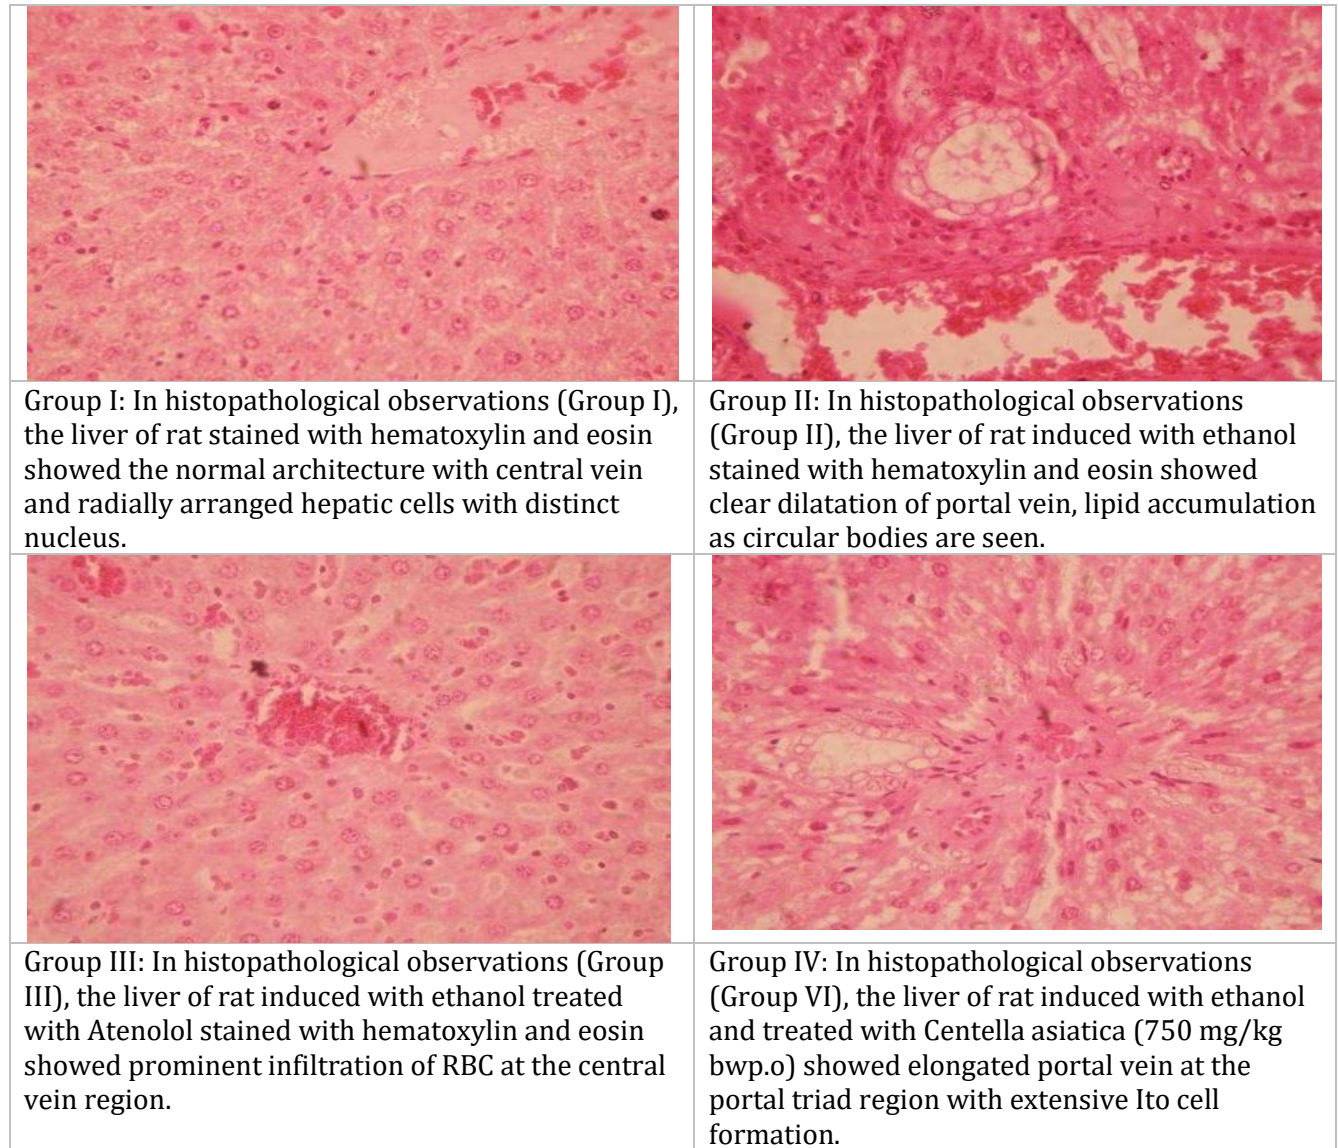 Group I: In histopathological observations (Group I),
the liver of rat stained with hematoxylin and eosin
showed the normal architecture with central vein
and radially arranged hepatic cells with distinct
nucleus.
Group II: In histopathological observations
(Group II), the liver of rat induced with ethanol
stained with hematoxylin and eosin showed
clear dilatation of portal vein, lipid accumulation
as circular bodies are seen.
Group III: In histopathological observations (Group
III), the liver of rat induced with ethanol treated
with Atenolol stained with hematoxylin and eosin
showed prominent infiltration of RBC at the central
vein region.
Group IV: In histopathological observations
(Group VI), the liver of rat induced with ethanol
and treated with Centella asiatica (750 mg/kg
bwp.o) showed elongated portal vein at the
portal triad region with extensive Ito cell
formation.